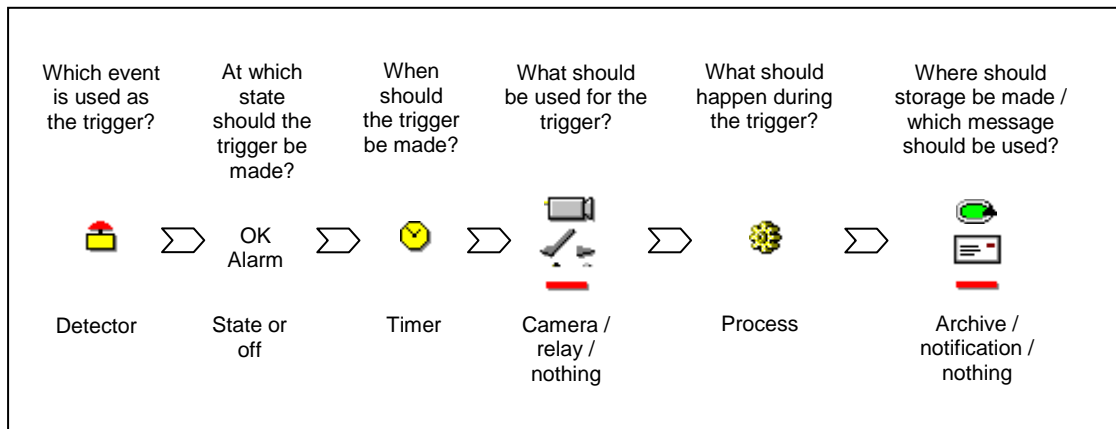 Which event
is used as
the trigger?
At which
state
should the
trigger be
made?
When
should
the trigger
be made?
What should
be used for the
trigger?
What should
happen during
the trigger?
Where should
storage be made /
which message
should be used?
OK
Alarm
Detector
State or
off
Timer
Camera /
relay /
nothing
Process
Archive /
notification /
nothing